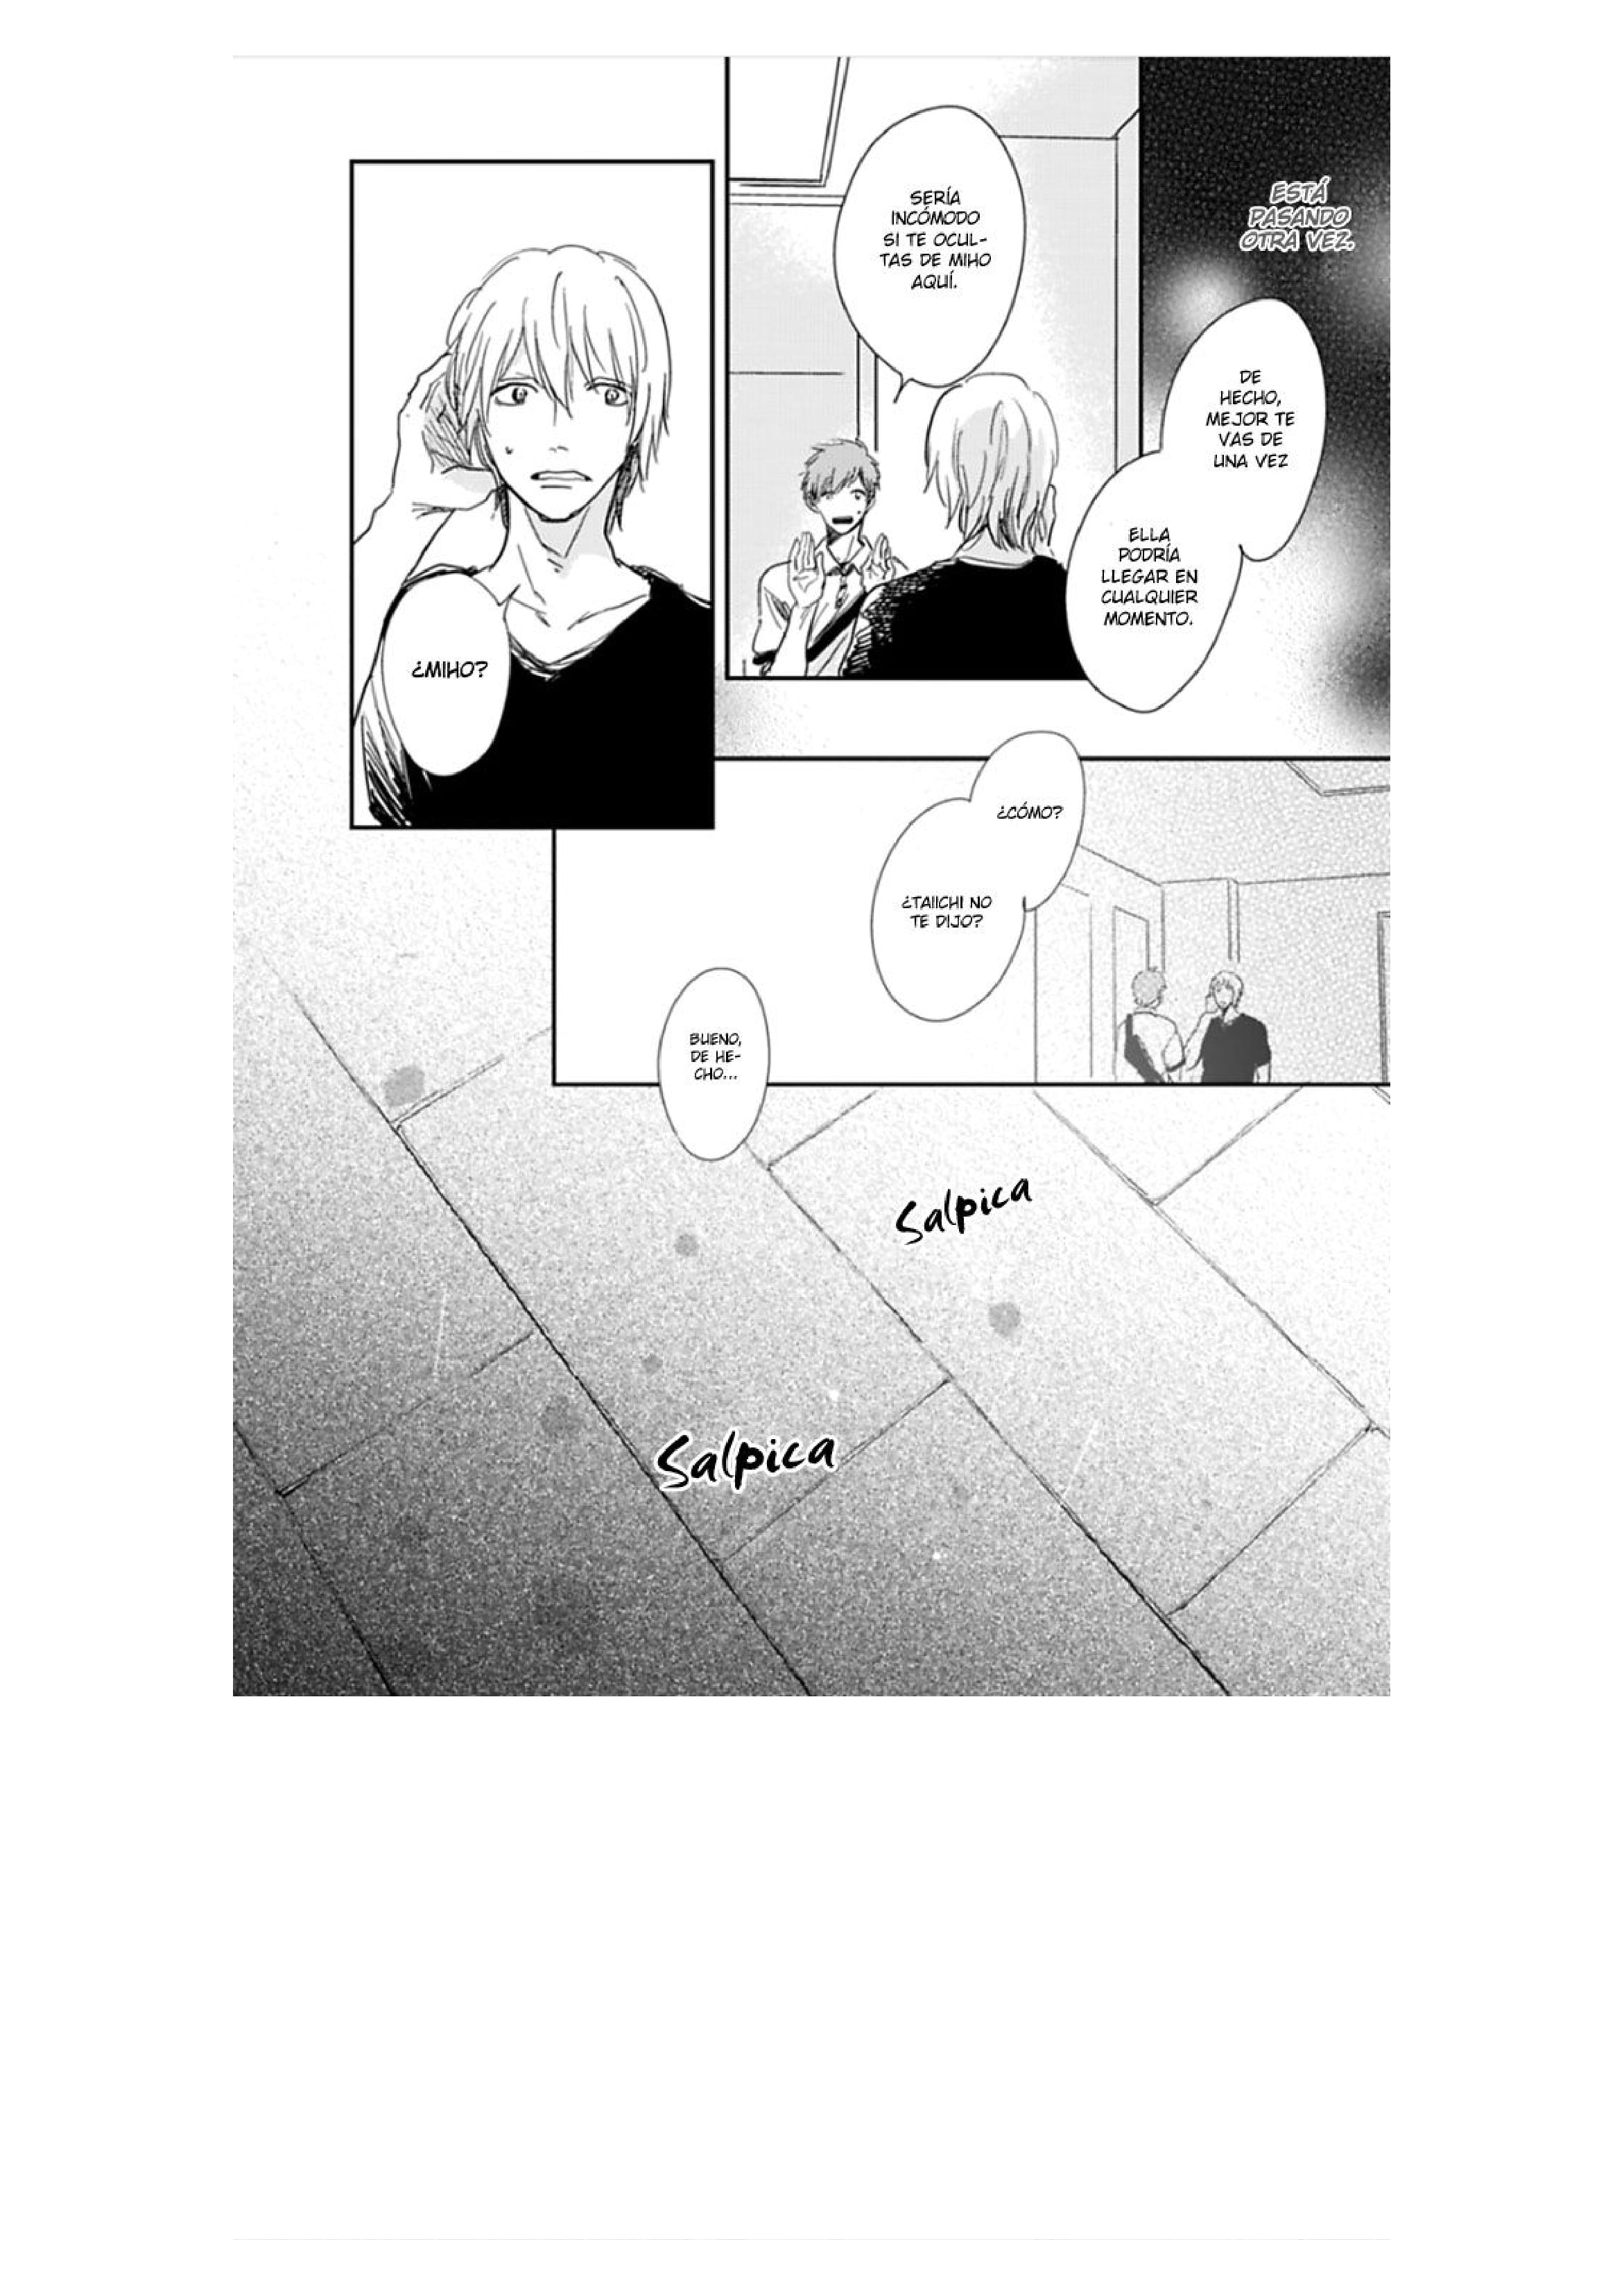 ESTÁ
PASANDO
OTRA VEZ.
DE
HECHO,
MEJOR TE
VAS DE
UNA VEZ
ELLA
PODRÍA
LLEGAR EN
CUALQUIER
MOMENTO.
SERÍA
INCÓMODO
SI TE OCUL-
TAS DE MIHO
AQUÍ.
¿MIHO?
¿CÓMO?
¿TAIICHI NO
TE DIJO?
BUENO,
DE HE-
CHO...
Salpica
Salpica